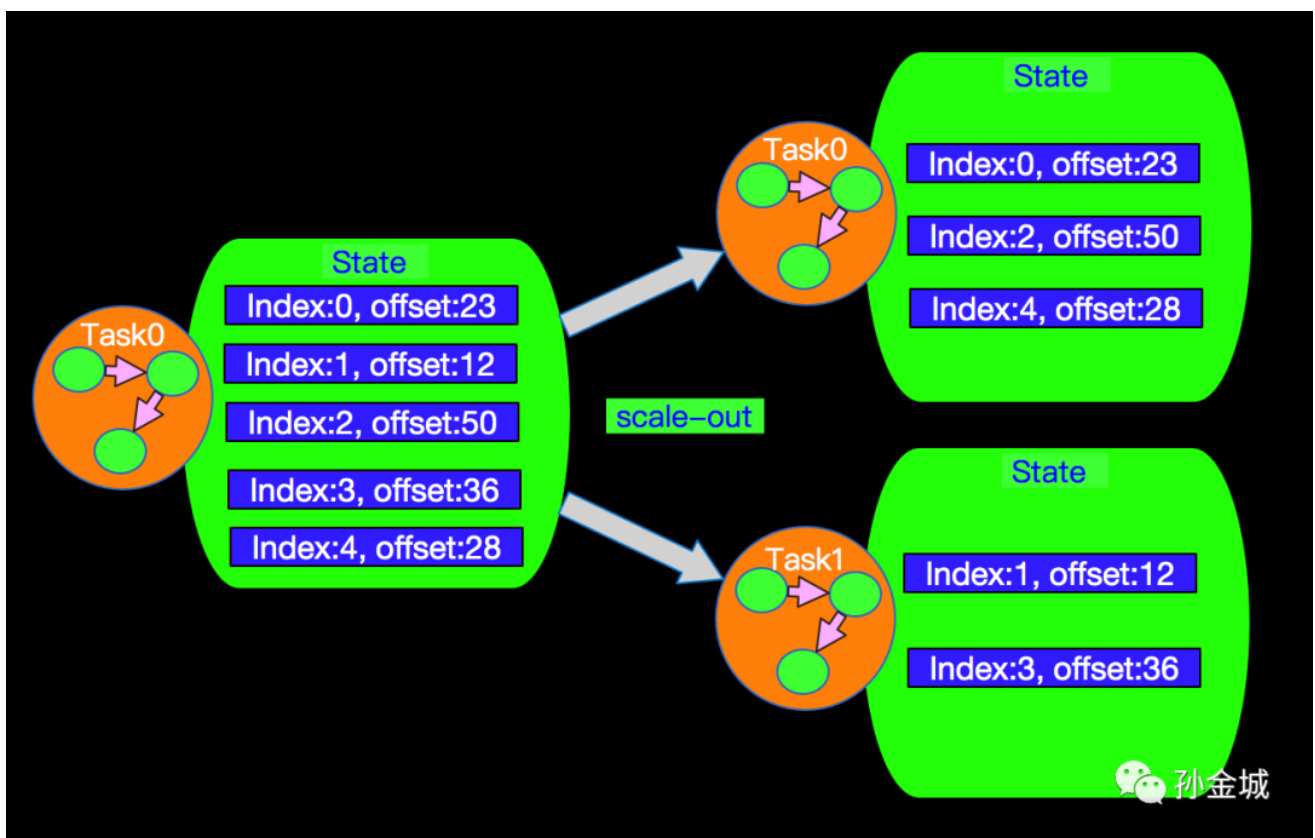 Task0
State
Index:0, offset:23
Index:1, offset:12
Index:2, offset:50
Index:3, offset:36
Index:4, offset:28
scale-out
Task0
State
Index:0, offset:23
Index:2, offset:50
Index:4, offset:28
Task1
State
Index:1, offset:12
Index:3, offset:36
孙金城